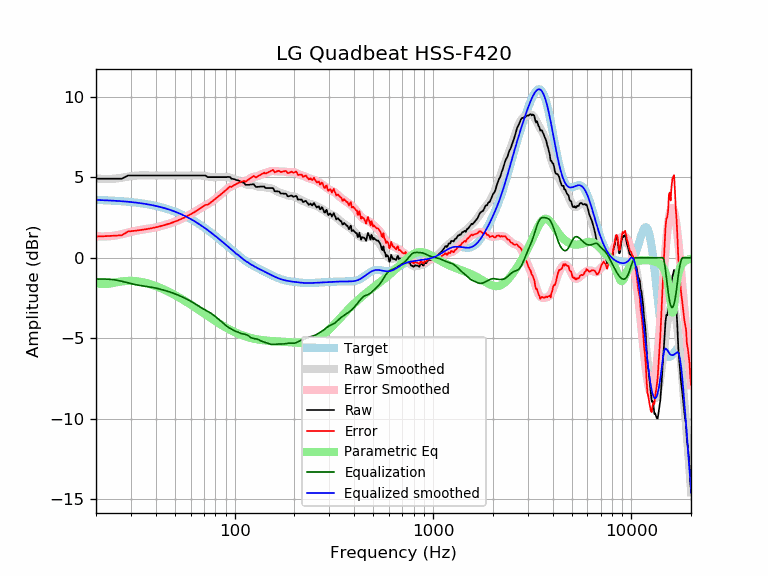 LG Quadbeat HSS-F420
Amplitude (dBr)
10
5
0
−5
−10
−15
Target
Raw Smoothed
Error Smoothed
Raw
Error
Parametric Eq
Equalization
Equalized smoothed
100 1000 10000
Frequency (Hz)